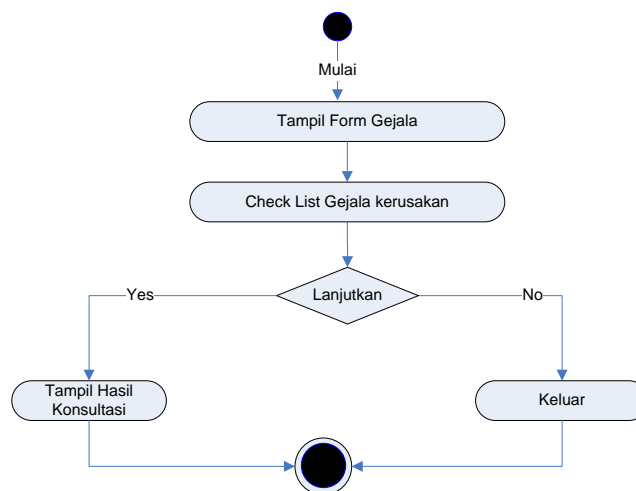 Mulai
Tampil Form Gejala
Check List Gejala kerusakan
Lanjutkan
Yes
No
Tampil Hasil
Konsultasi
Keluar